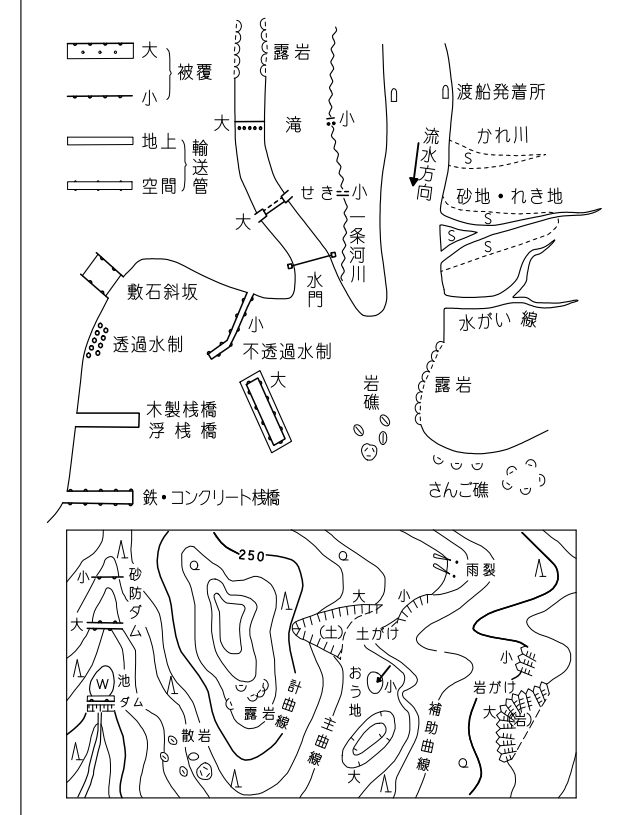 大
小
被覆
地上
空間
輸送管
露岩
大
滝
小
せき
小
大
一条河川
水門
渡船発着所
流水方向
かれ川
S
砂地・れき地
S
S
S
水がい線
敷石斜坂
小
透過水制
不透過水制
大
岩礁
露岩
木製桟橋
浮桟橋
さんご礁
鉄・コンクリート桟橋
250
小
砂防ダム
大
W
池
ダム
散岩
露岩
計曲線
主曲線
大
小
(土)
土がけ
雨裂
おう地
小
大
補助曲線
小
岩がけ
大
(岩)